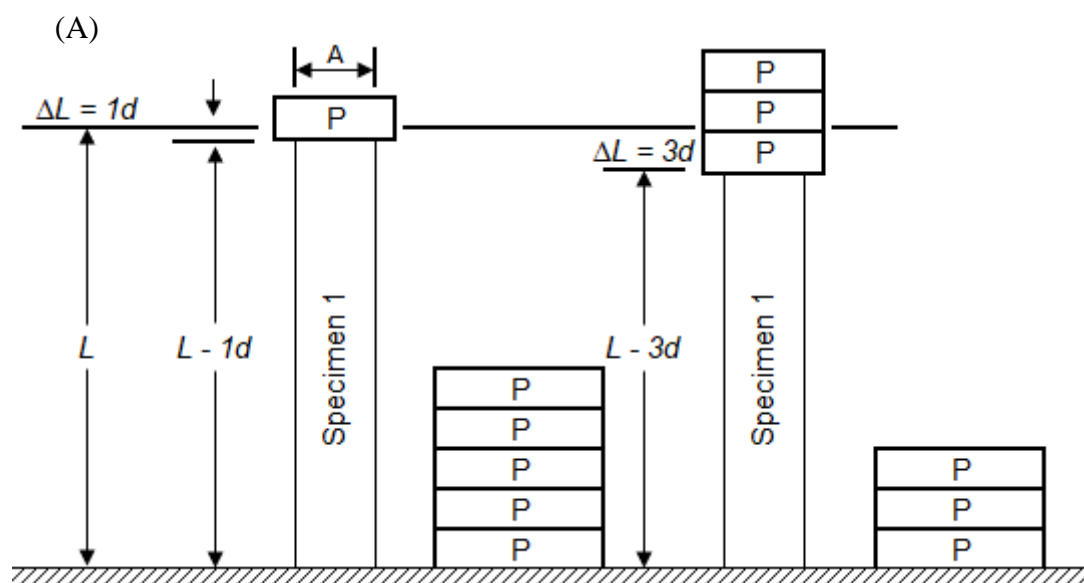 (A)
A
ΔL = 1d
P
P
P
P
ΔL = 3d
L
L - 1d
Specimen 1
P
P
P
P
P
L - 3d
Specimen 1
P
P
P